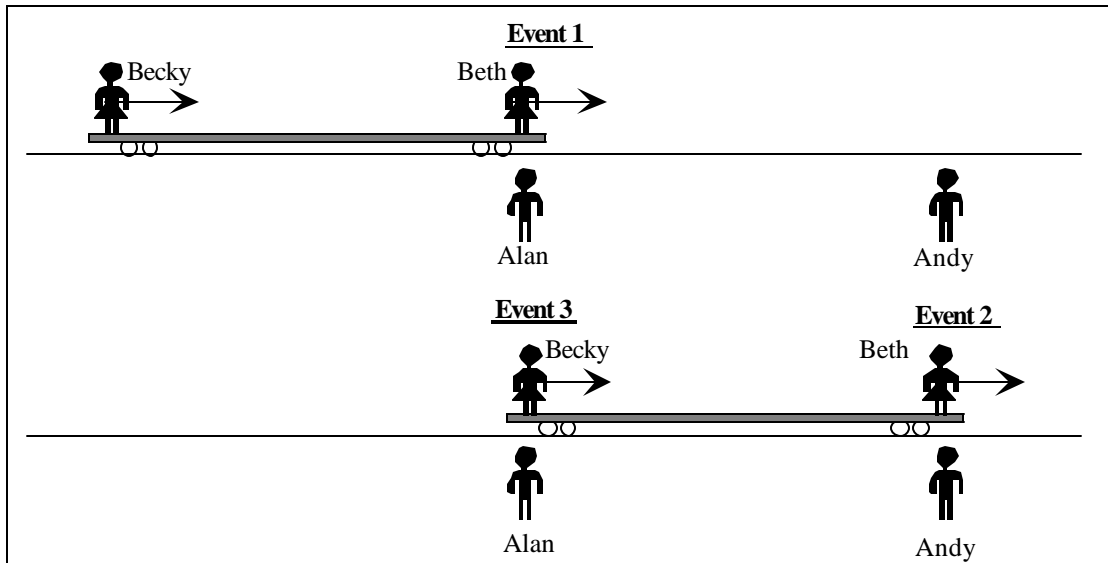 Event 1
Becky Beth
Alan Andy
Event 3 Event 2
Becky Beth
Alan Andy